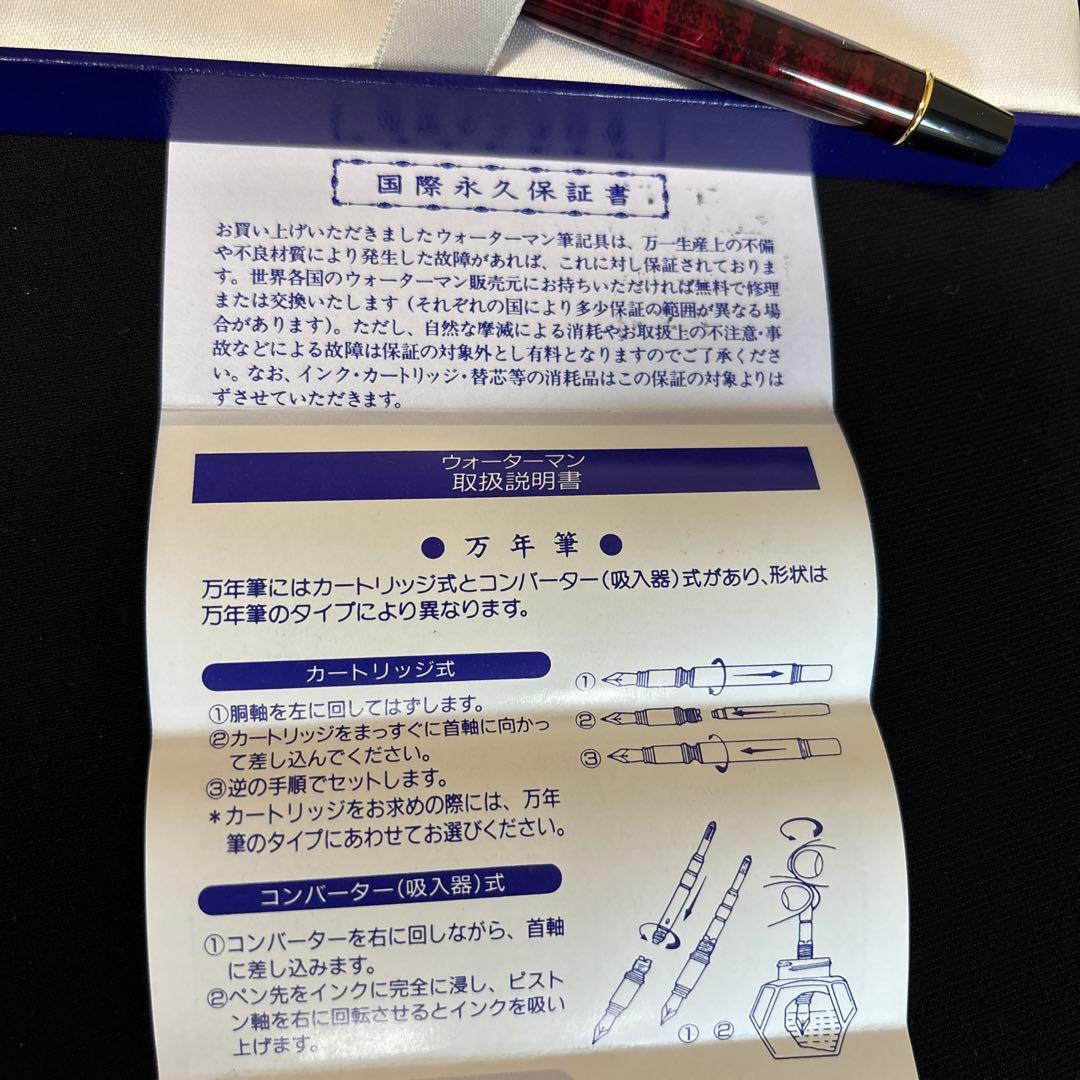 国際永久保証書
お買い上げいただきましたウォーターマン筆記具は、万一生産上の不備
や不良材質により発生した故障があれば、これに対し保証されておりま
す。世界各国のウォーターマン販売元にお持ちいただければ無料で修理
または交換いたします(それぞれの国により多少保証の範囲が異なる場
合があります)。ただし、自然な摩滅による消耗やお取扱上の不注意・事
故などによる故障は保証の対象外とし有料となりますのでご了承くださ
い。なお、インク・カートリッジ・替芯等の消耗品はこの保証の対象よりは
ずさせていただきます。
ウォーターマン
取扱説明書
● 万年筆 ●
万年筆にはカートリッジ式とコンバーター(吸入器)式があり、形状は
万年筆のタイプにより異なります。
カートリッジ式
①胴軸を左に回してはずします。
②カートリッジをまっすぐに首軸に向かっ
て差し込んでください。
③逆の手順でセットします。
*カートリッジをお求めの際には、万年
筆のタイプにあわせてお選びください。
①
②
③
コンバーター(吸入器)式
①コンバーターを右に回しながら、首軸
に差し込みます。
②ペン先をインクに完全に浸し、ピスト
ン軸を右に回転させるとインクを吸い
上げます。
① ②